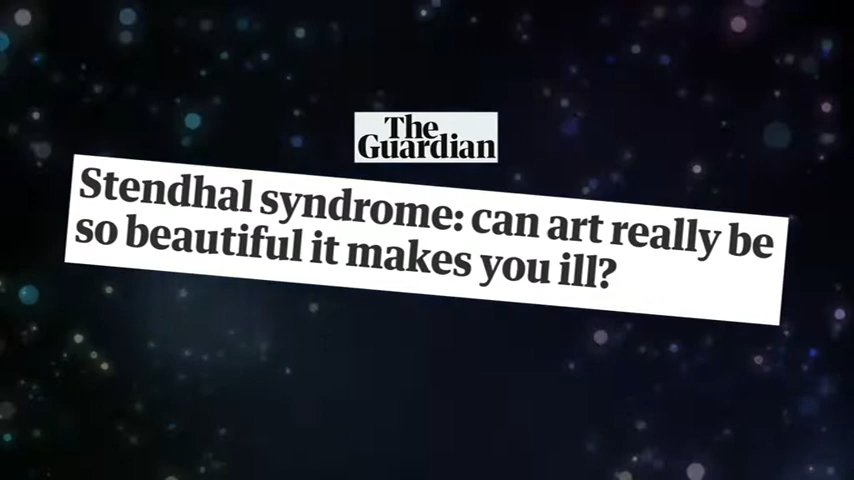 The
Guardian
Stendhal syndrome: can art really be
so beautiful it makes you ill?